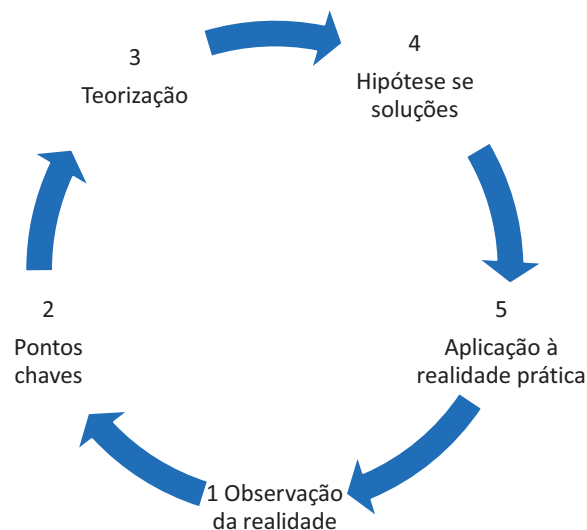 3
Teorização
4
Hipótese se
soluções
2
Pontos
chaves
5
Aplicação à
realidade prática
1 Observação
da realidade